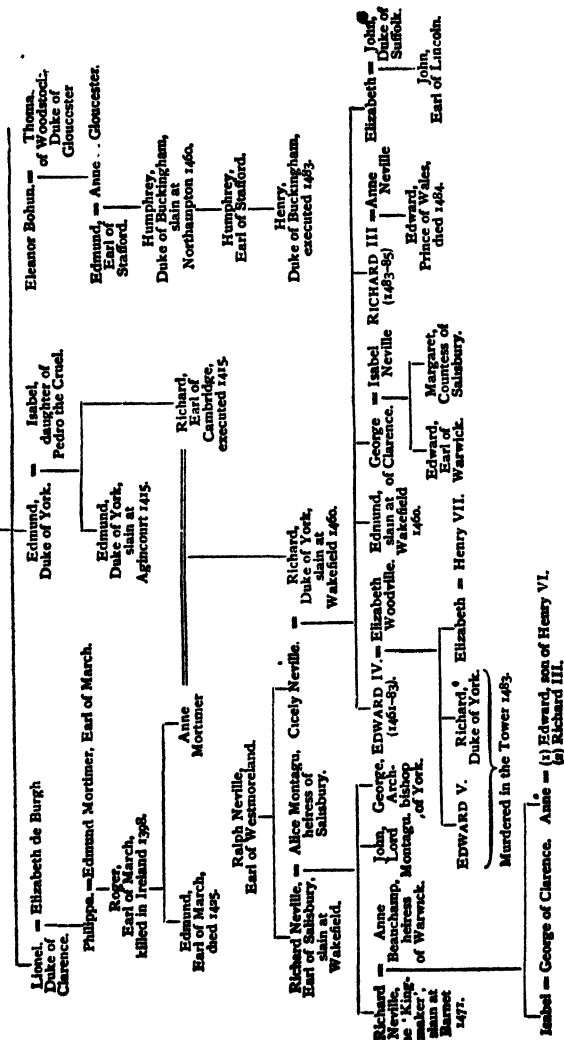 Lionel, = Elizabeth de Burgh
Duke of
Clarence.
Edmund, = Isabel,
Duke of York. daughter of
Pedro the Cruel.
Eleanor Bohun. = Thoma.
of Woodstock,
Duke of
Gloucester
Philippa. = Edmund Mortimer, Earl of March.
Roger,
Earl of March,
killed in Ireland 1398.
Edmund,
Duke of York,
slain at
Agincourt 1415.
Richard,
Earl of
Cambridge,
executed 1415.
Edmund, = Anne . . Gloucester.
Earl of
Stafford.
Humphrey,
Duke of Buckingham,
slain at
Northampton 1460.
Humphrey,
Earl of Stafford.
Henry,
Duke of Buckingham,
executed 1483.
Edmund,
Earl of March,
died 1425.
Anne
Mortimer
Ralph Neville,
Earl of Westmoreland.
Richard Neville, = Alice Montagu,
Earl of Salisbury, heiress of
slain at Salisbury.
Wakefield.
Cicely Neville. = Richard,
Duke of York,
slain at
Wakefield 1460.
Richard = Anne
Neville, Beauchamp,
'King- heiress
maker', of Warwick.
slain at
Barnet
1471.
John,
Lord
Montagu,
George,
Arch-
bishop
of York.
EDWARD IV. = Elizabeth
(1461-83). Woodville.
Edmund,
slain at
Wakefield
1460.
George = Isabel
of Clarence. Neville
RICHARD III = Anne
(1483-85) Neville
Elizabeth = John,
Duke of
Suffolk.
EDWARD V.
Richard,
Duke of York.
Murdered in the Tower 1483.
Elizabeth = Henry VII.
Edward,
Earl of
Warwick.
Margaret,
Countess of
Salisbury.
Edward,
Prince of Wales,
died 1484.
John,
Earl of Lincoln.
Isabel = George of Clarence.
Anne = (1) Edward, son of Henry VI.
(2) Richard III.